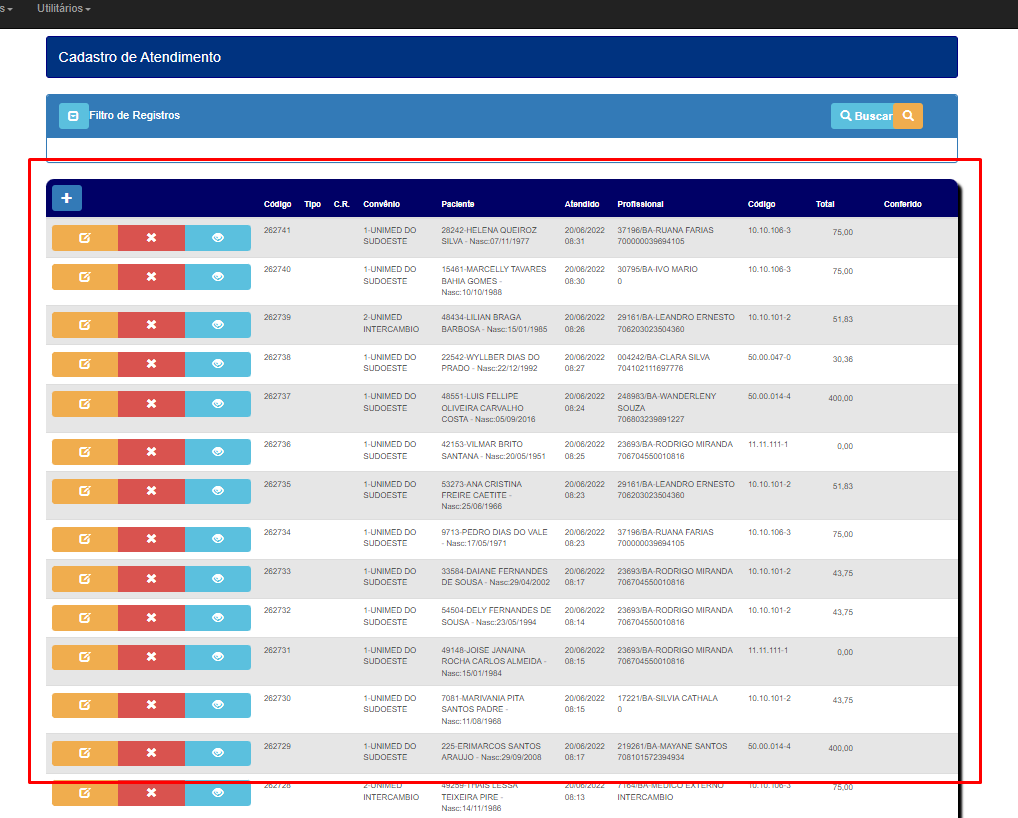 s
Utilitários
Cadastro de Atendimento
Filtro de Registros
Buscar
Código Tipo C.R. Convênio Paciente Atendido Profissional Código Total Conferido
262741 1-UNIMED DO 28242-HELENA QUEIROZ 20/06/2022 37196/BA-RUANA FARIAS 10.10.106-3 75,00
SUDOESTE SILVA - Nasc:07/11/1977 08:31 700000039694105
262740 1-UNIMED DO 15461-MARCELLY TAVARES 20/06/2022 30795/BA-IVO MARIO 10.10.106-3 75,00
SUDOESTE BAHIA GOMES - 08:30 0
Nasc:10/10/1988
262739 2-UNIMED 48434-LILIAN BRAGA 20/06/2022 29161/BA-LEANDRO ERNESTO 10.10.101-2 51,83
INTERCAMBIO BARBOSA - Nasc:15/01/1985 08:26 706203023504360
262738 1-UNIMED DO 22542-WYLLBER DIAS DO 20/06/2022 004242/BA-CLARA SILVA 50.00.047-0 30,36
SUDOESTE PRADO - Nasc:22/12/1992 08:27 704102111697776
262737 1-UNIMED DO 48551-LUIS FELLIPE 20/06/2022 248983/BA-WANDERLENY 50.00.014-4 400,00
SUDOESTE OLIVEIRA CARVALHO 08:24 SOUZA
COSTA - Nasc:05/09/2016 706803239891227
262736 1-UNIMED DO 42153-VILMAR BRITO 20/06/2022 23693/BA-RODRIGO MIRANDA 11.11.111-1 0,00
SUDOESTE SANTANA - Nasc:20/05/1951 08:25 706704550010816
262735 1-UNIMED DO 53273-ANA CRISTINA 20/06/2022 29161/BA-LEANDRO ERNESTO 10.10.101-2 51,83
SUDOESTE FREIRE CAETITE - 08:23 706203023504360
Nasc:25/06/1966
262734 1-UNIMED DO 9713-PEDRO DIAS DO VALE 20/06/2022 37196/BA-RUANA FARIAS 10.10.106-3 75,00
SUDOESTE - Nasc:17/05/1971 08:23 700000039694105
262733 1-UNIMED DO 33584-DAIANE FERNANDES 20/06/2022 23693/BA-RODRIGO MIRANDA 10.10.101-2 43,75
SUDOESTE DE SOUSA - Nasc:29/04/2002 08:17 706704550010816
262732 1-UNIMED DO 54504-DELY FERNANDES DE 20/06/2022 23693/BA-RODRIGO MIRANDA 10.10.101-2 43,75
SUDOESTE SOUSA - Nasc:23/05/1994 08:14 706704550010816
262731 1-UNIMED DO 49148-JOISE JANAINA 20/06/2022 23693/BA-RODRIGO MIRANDA 11.11.111-1 0,00
SUDOESTE ROCHA CARLOS ALMEIDA - 08:15 706704550010816
Nasc:15/01/1984
262730 1-UNIMED DO 7081-MARIVANIA PITA 20/06/2022 17221/BA-SILVIA CATHALA 10.10.101-2 43,75
SUDOESTE SANTOS PADRE - 08:15 0
Nasc:11/08/1968
262729 1-UNIMED DO 225-ERIMARCOS SANTOS 20/06/2022 219261/BA-MAYANE SANTOS 50.00.014-4 400,00
SUDOESTE ARAUJO - Nasc:29/09/2008 08:17 708101572394934
262728 2-UNIMED 49259-THAIS LESSA 20/06/2022 7164/BA-MEDICO EXTERNO 10.10.106-3 75,00
INTERCAMBIO TEIXEIRA PIRE - 08:13 INTERCAMBIO
Nasc:14/11/1986